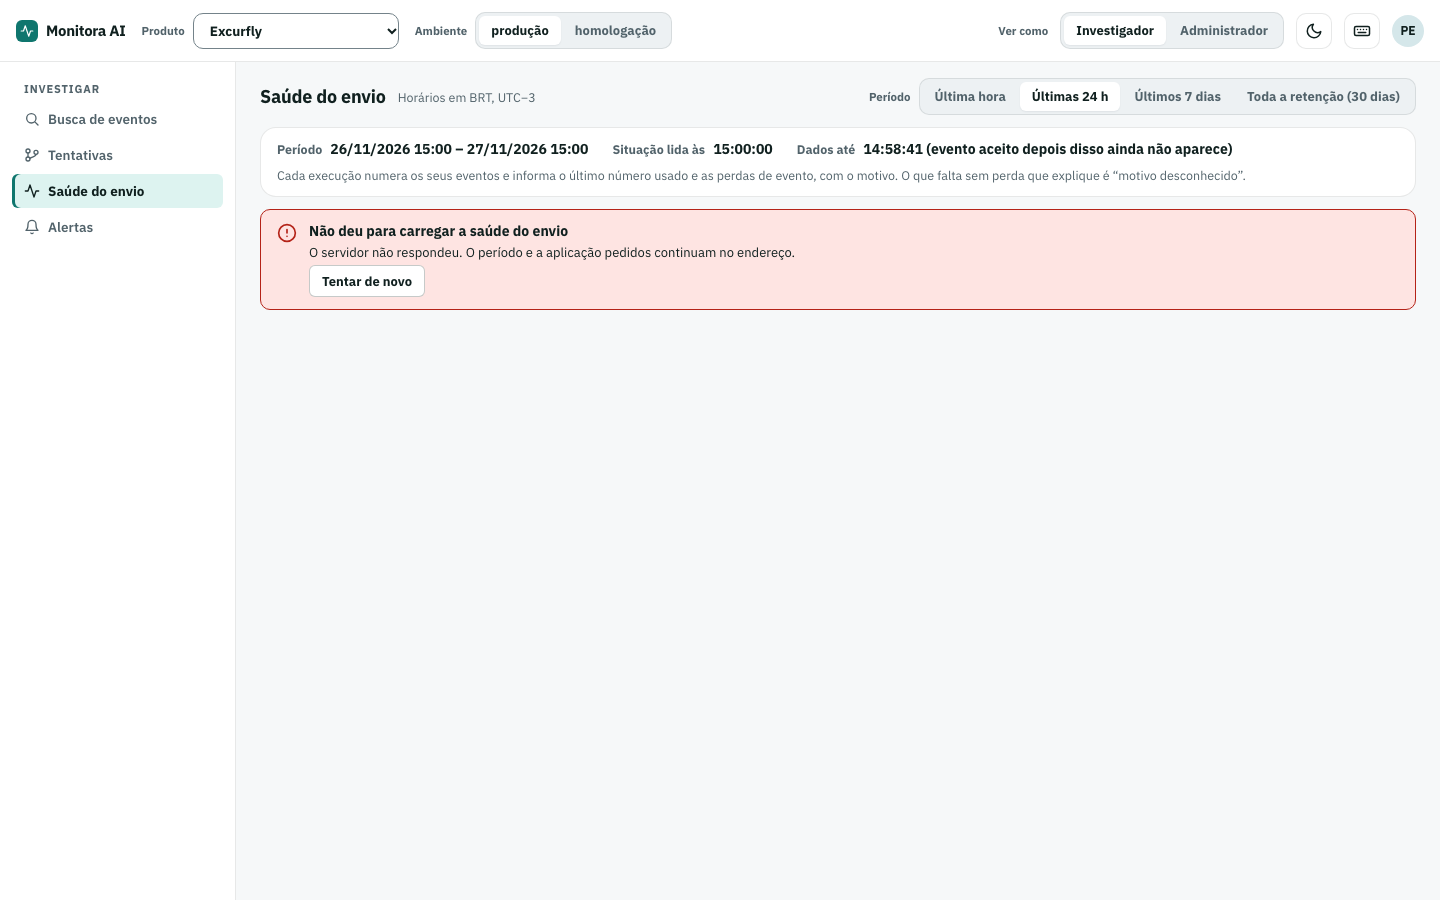 Monitora AI Produto Excurfly Ambiente produção homologação Ver como Investigador Administrador PE
INVESTIGAR
Busca de eventos
Tentativas
Saúde do envio
Alertas
Saúde do envio Horários em BRT, UTC−3 Período Última hora Últimas 24 h Últimos 7 dias Toda a retenção (30 dias)
Período 26/11/2026 15:00 – 27/11/2026 15:00 Situação lida às 15:00:00 Dados até 14:58:41 (evento aceito depois disso ainda não aparece)
Cada execução numera os seus eventos e informa o último número usado e as perdas de evento, com o motivo. O que falta sem perda que explique é “motivo desconhecido”.
Não deu para carregar a saúde do envio
O servidor não respondeu. O período e a aplicação pedidos continuam no endereço.
Tentar de novo